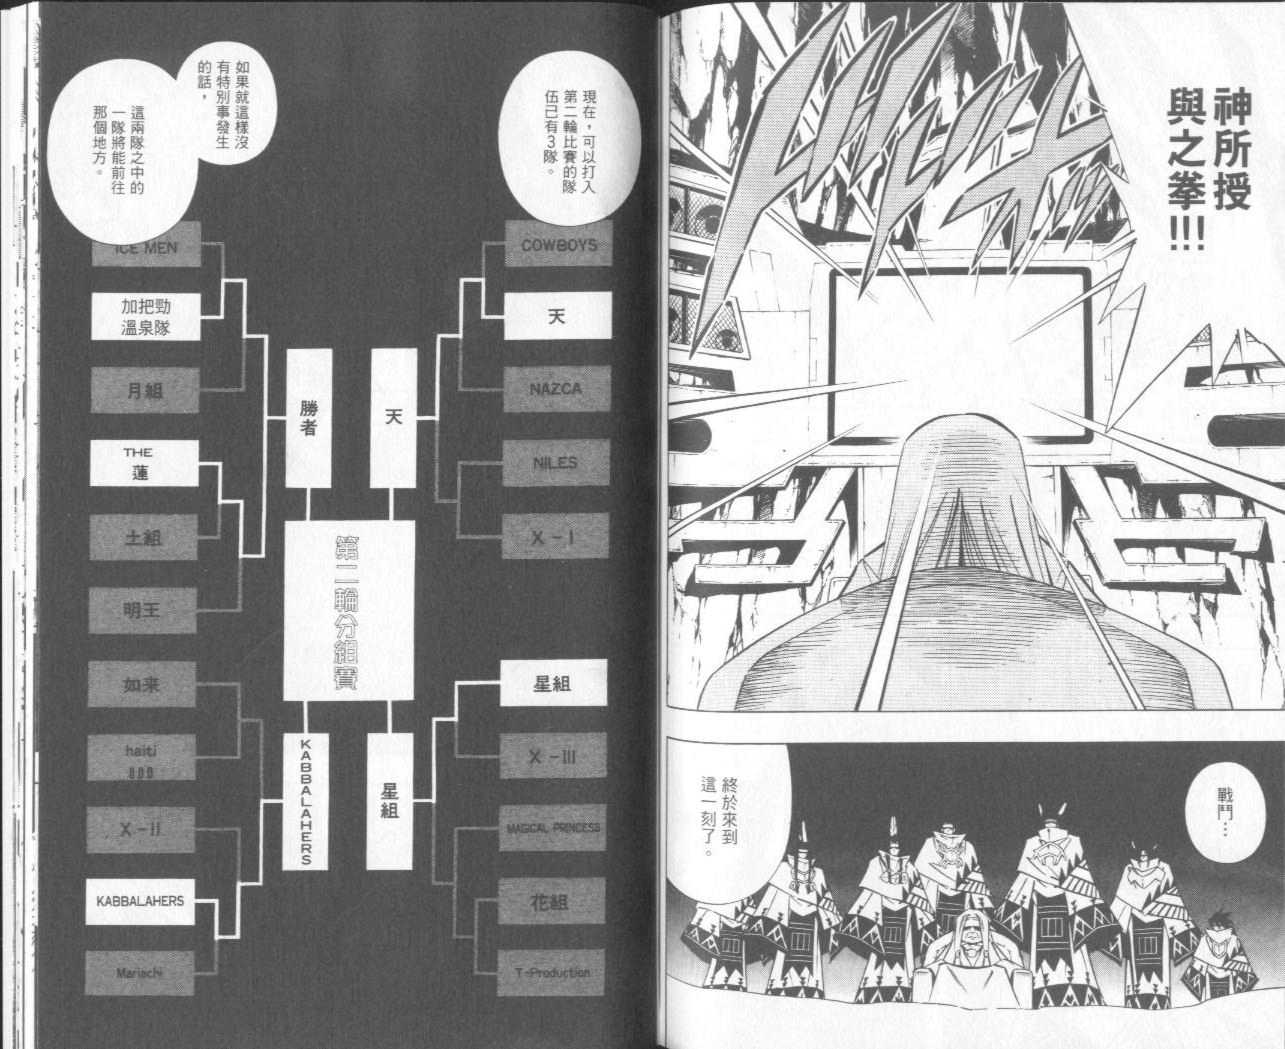 神所授
與之拳!!!
戰鬥…
終於來到
這一刻了。
現在，可以打入
第二輪比賽的隊
伍已有3隊。
如果就這樣沒
有特別事發生
的話，
這兩隊之中的
一隊將能前往
那個地方。
COWBOYS
天
NAZCA
NILES
X-I
星組
X-III
MAGICAL PRINCESS
花組
T-Production
天
勝者
第二輪分組賽
星組
KABBALAHERS
ICE MEN
加把勁
溫泉隊
月組
THE
蓮
土組
明王
如来
haiti
X-II
KABBALAHERS
Mariachi